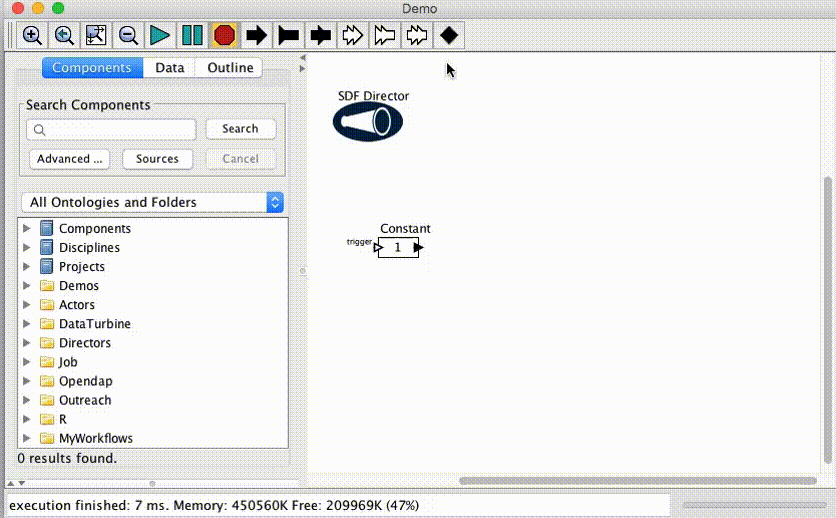 Demo
Components Data Outline
Search Components
Search
Advanced ... Sources Cancel
All Ontologies and Folders
Components
Disciplines
Projects
Demos
Actors
DataTurbine
Directors
Job
Opendap
Outreach
R
MyWorkflows
0 results found.
SDF Director
Constant
trigger
1
execution finished: 7 ms. Memory: 450560K Free: 209969K (47%)